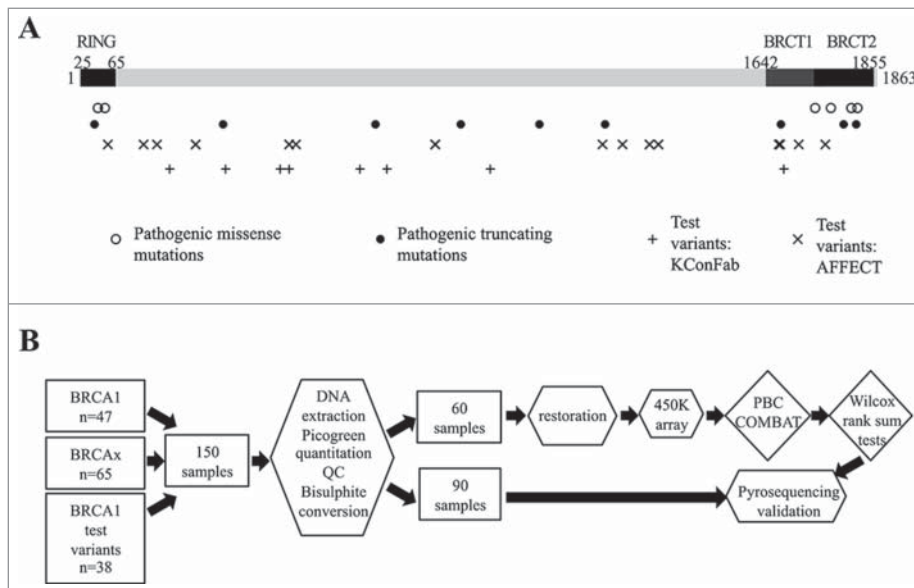 A
RING
BRCT1 BRCT2
25 65
1642 1855
1 1863
Pathogenic missense
mutations
Pathogenic truncating
mutations
Test
variants:
KConFab
Test
variants:
AFFECT
B
BRCA1
n=47
BRCAx
n=65
BRCA1
test
variants
n=38
150
samples
DNA
extraction
Picogreen
quantitation
QC
Bisulphite
conversion
60
samples
90
samples
restoration
450K
array
PBC
COMBAT
Wilcox
rank sum
tests
Pyrosequencing
validation